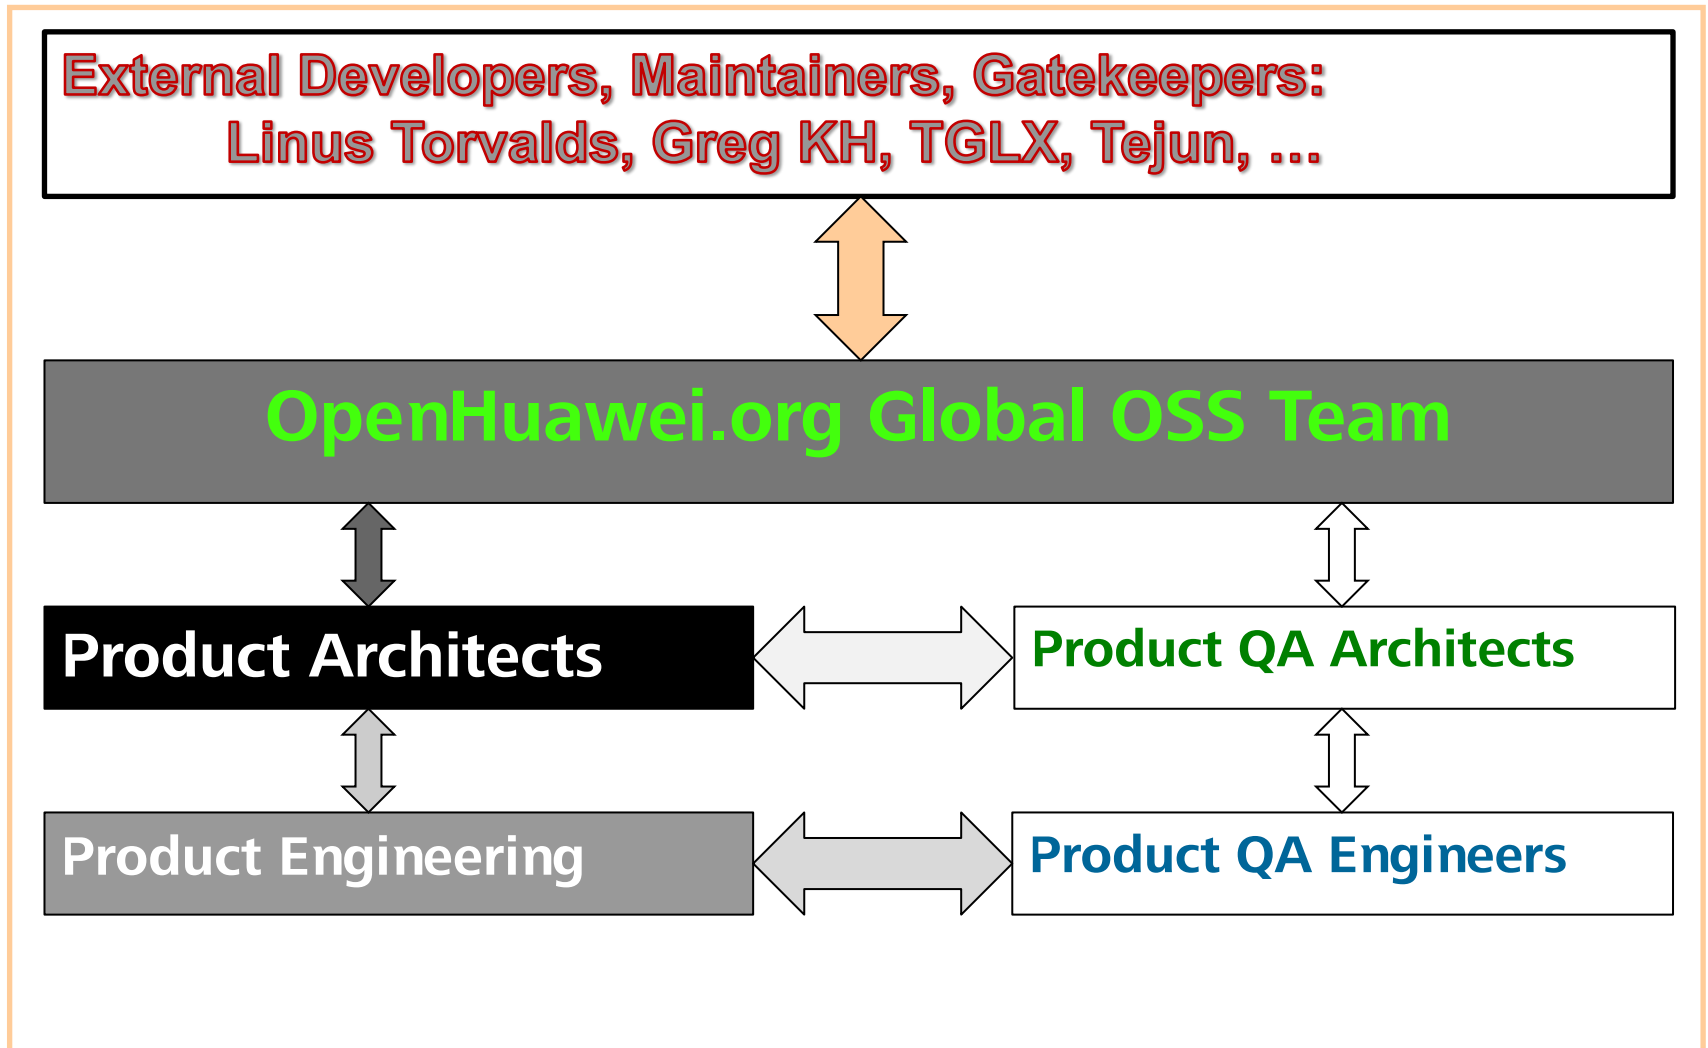 External Developers, Maintainers, Gatekeepers:
Linus Torvalds, Greg KH, TGLX, Tejun, ...
OpenHuawei.org Global OSS Team
Product Architects
Product QA Architects
Product Engineering
Product QA Engineers